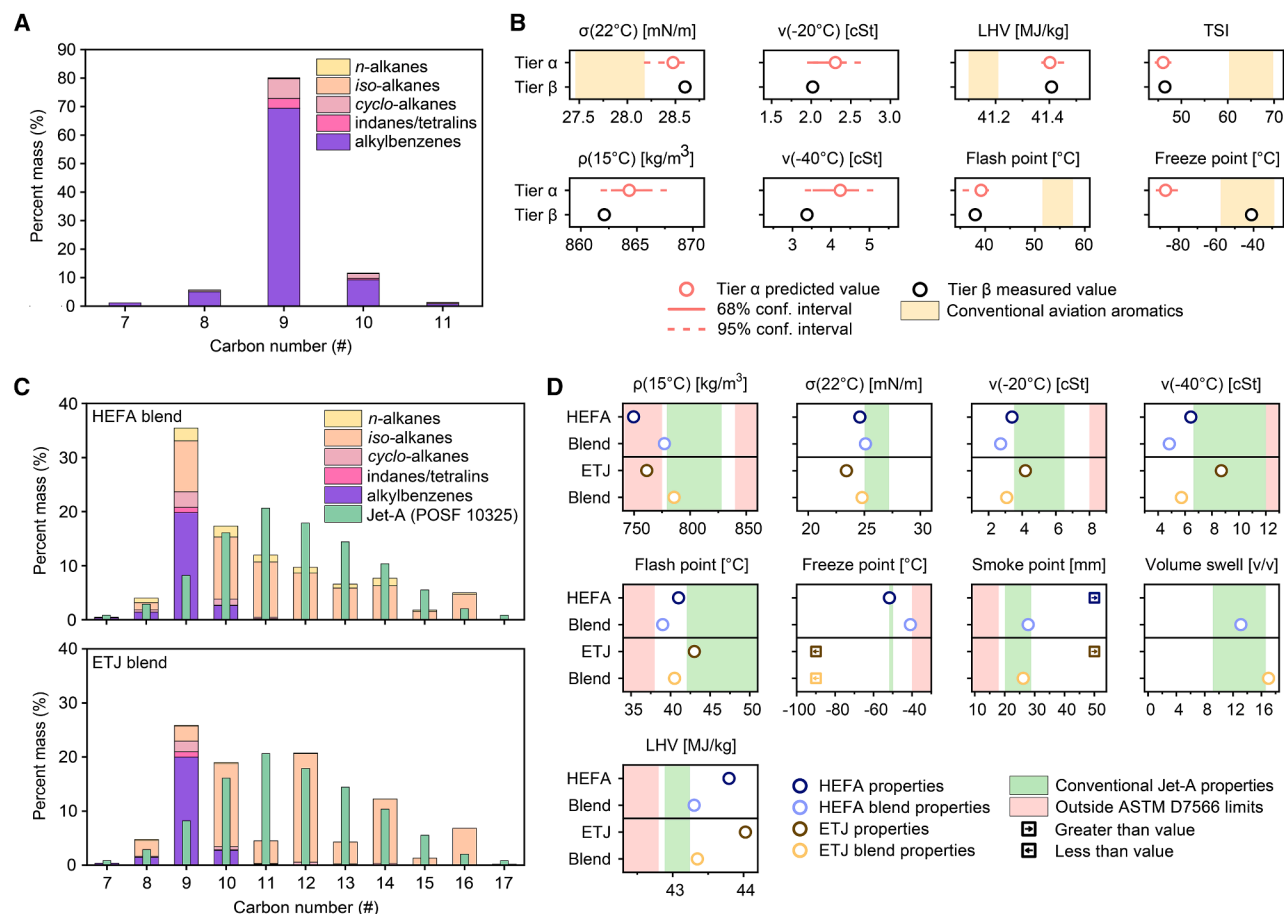 A
Percent mass (%)
90
80
70
60
50
40
30
20
10
0
7 8 9 10 11
Carbon number (#)
n-alkanes
iso-alkanes
cyclo-alkanes
indanes/tetralins
alkylbenzenes
B
σ(22°C) [mN/m] ν(-20°C) [cSt] LHV [MJ/kg] TSI
Tier α
Tier β
27.5 28.0 28.5 1.5 2.0 2.5 3.0 41.2 41.4 50 60 70
ρ(15°C) [kg/m³] ν(-40°C) [cSt] Flash point [°C] Freeze point [°C]
Tier α
Tier β
860 865 870 3 4 5 40 50 60 -80 -60 -40
Tier α predicted value
68% conf. interval
95% conf. interval
Tier β measured value
Conventional aviation aromatics
C
HEFA blend
Percent mass (%)
40
30
20
10
0
n-alkanes
iso-alkanes
cyclo-alkanes
indanes/tetralins
alkylbenzenes
Jet-A (POSF 10325)
ETJ blend
Percent mass (%)
40
30
20
10
0
7 8 9 10 11 12 13 14 15 16 17
Carbon number (#)
D
ρ(15°C) [kg/m³] σ(22°C) [mN/m] ν(-20°C) [cSt] ν(-40°C) [cSt]
HEFA
Blend
ETJ
Blend
750 800 850 20 25 30 2 4 6 8 4 6 8 10 12
Flash point [°C] Freeze point [°C] Smoke point [mm] Volume swell [v/v]
HEFA
Blend
ETJ
Blend
35 40 45 50 -100 -80 -60 -40 10 20 30 40 50 0 4 8 12 16
LHV [MJ/kg]
HEFA
Blend
ETJ
Blend
43 44
HEFA properties
HEFA blend properties
ETJ properties
ETJ blend properties
Conventional Jet-A properties
Outside ASTM D7566 limits
Greater than value
Less than value